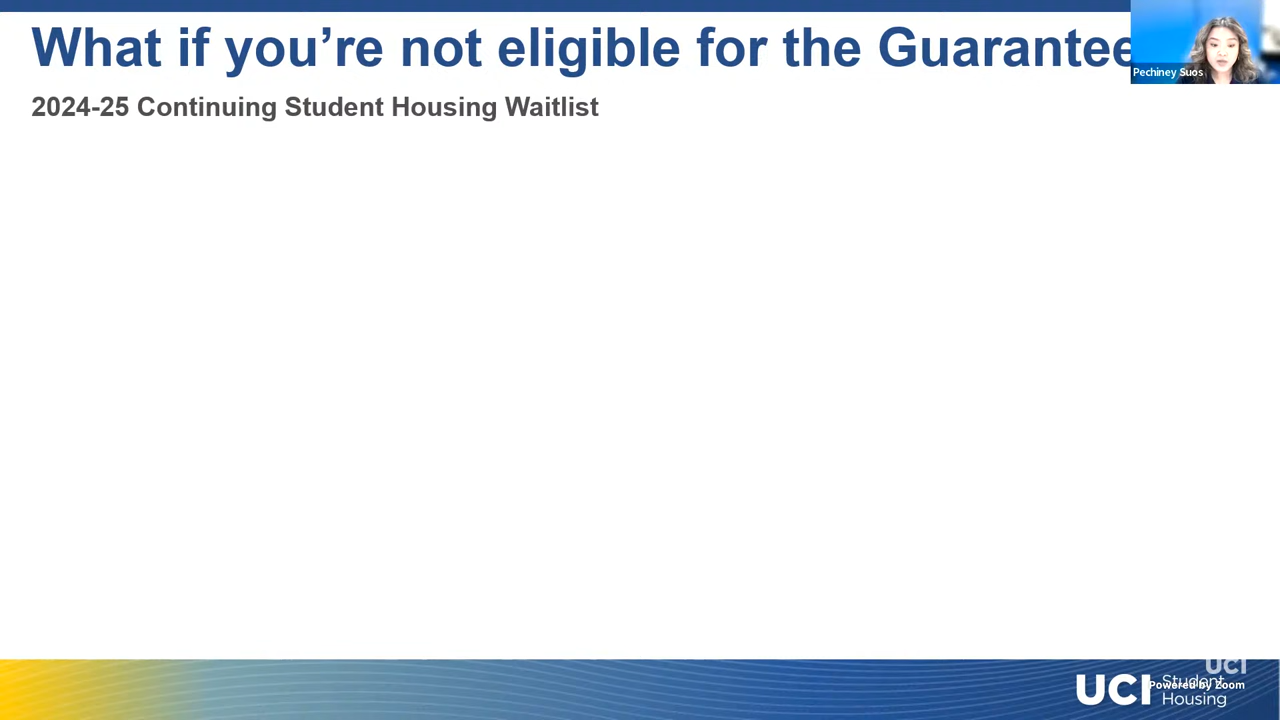 What if you’re not eligible for the Guarantee
Pechiney Suos
2024-25 Continuing Student Housing Waitlist
UCI
UCI Student
Powered by Zoom
Housing